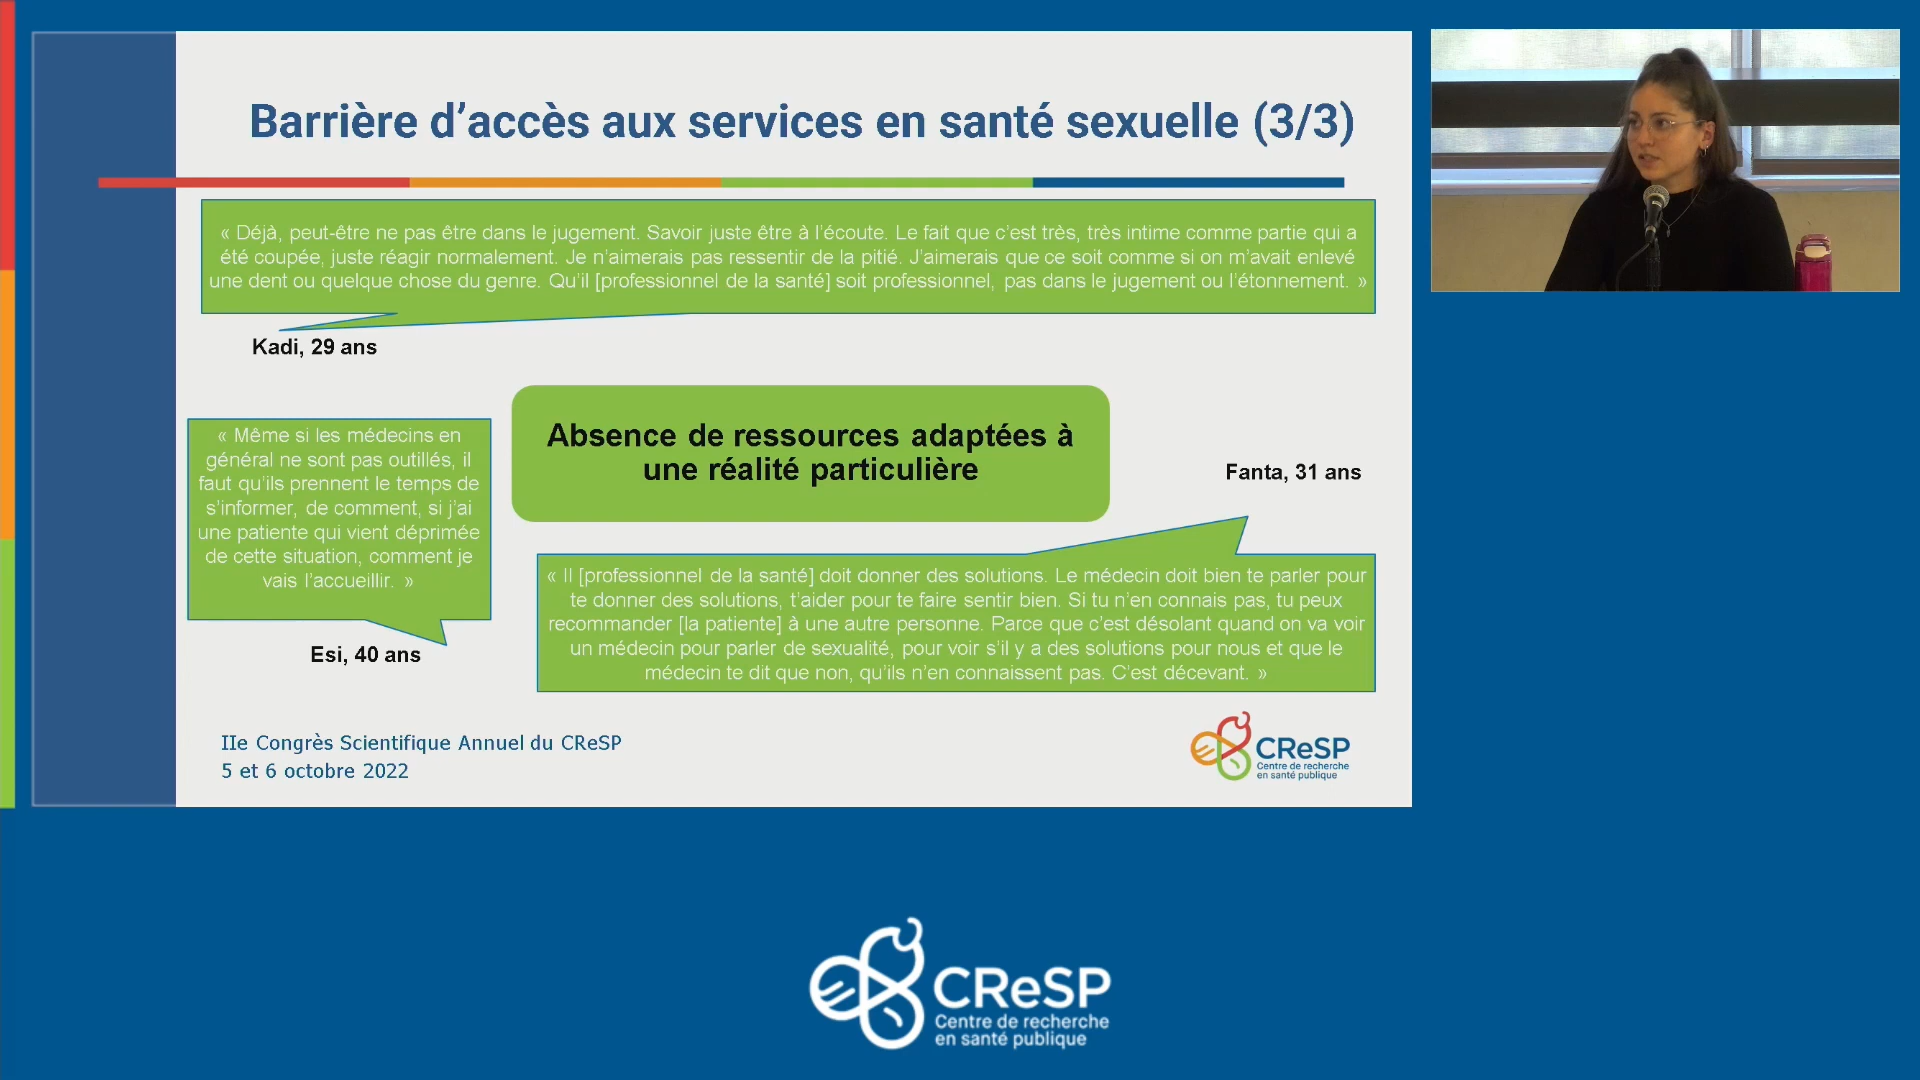 Barrière d’accès aux services en santé sexuelle (3/3)
« Déjà, peut-être ne pas être dans le jugement. Savoir juste être à l’écoute. Le fait que c’est très, très intime comme partie qui a
été coupée, juste réagir normalement. Je n’aimerais pas ressentir de la pitié. J’aimerais que ce soit comme si on m’avait enlevé
une dent ou quelque chose du genre. Qu’il [professionnel de la santé] soit professionnel, pas dans le jugement ou l’étonnement. »
Kadi, 29 ans
Absence de ressources adaptées à
une réalité particulière
« Même si les médecins en
général ne sont pas outillés, il
faut qu’ils prennent le temps de
s’informer, de comment, si j’ai
une patiente qui vient déprimée
de cette situation, comment je
vais l’accueillir. »
Esi, 40 ans
Fanta, 31 ans
« Il [professionnel de la santé] doit donner des solutions. Le médecin doit bien te parler pour
te donner des solutions, t’aider pour te faire sentir bien. Si tu n’en connais pas, tu peux
recommander [la patiente] à une autre personne. Parce que c’est désolant quand on va voir
un médecin pour parler de sexualité, pour voir s’il y a des solutions pour nous et que le
médecin te dit que non, qu’ils n’en connaissent pas. C’est décevant. »
IIe Congrès Scientifique Annuel du CReSP
5 et 6 octobre 2022
CReSP
Centre de recherche
en santé publique
CReSP
Centre de recherche
en santé publique